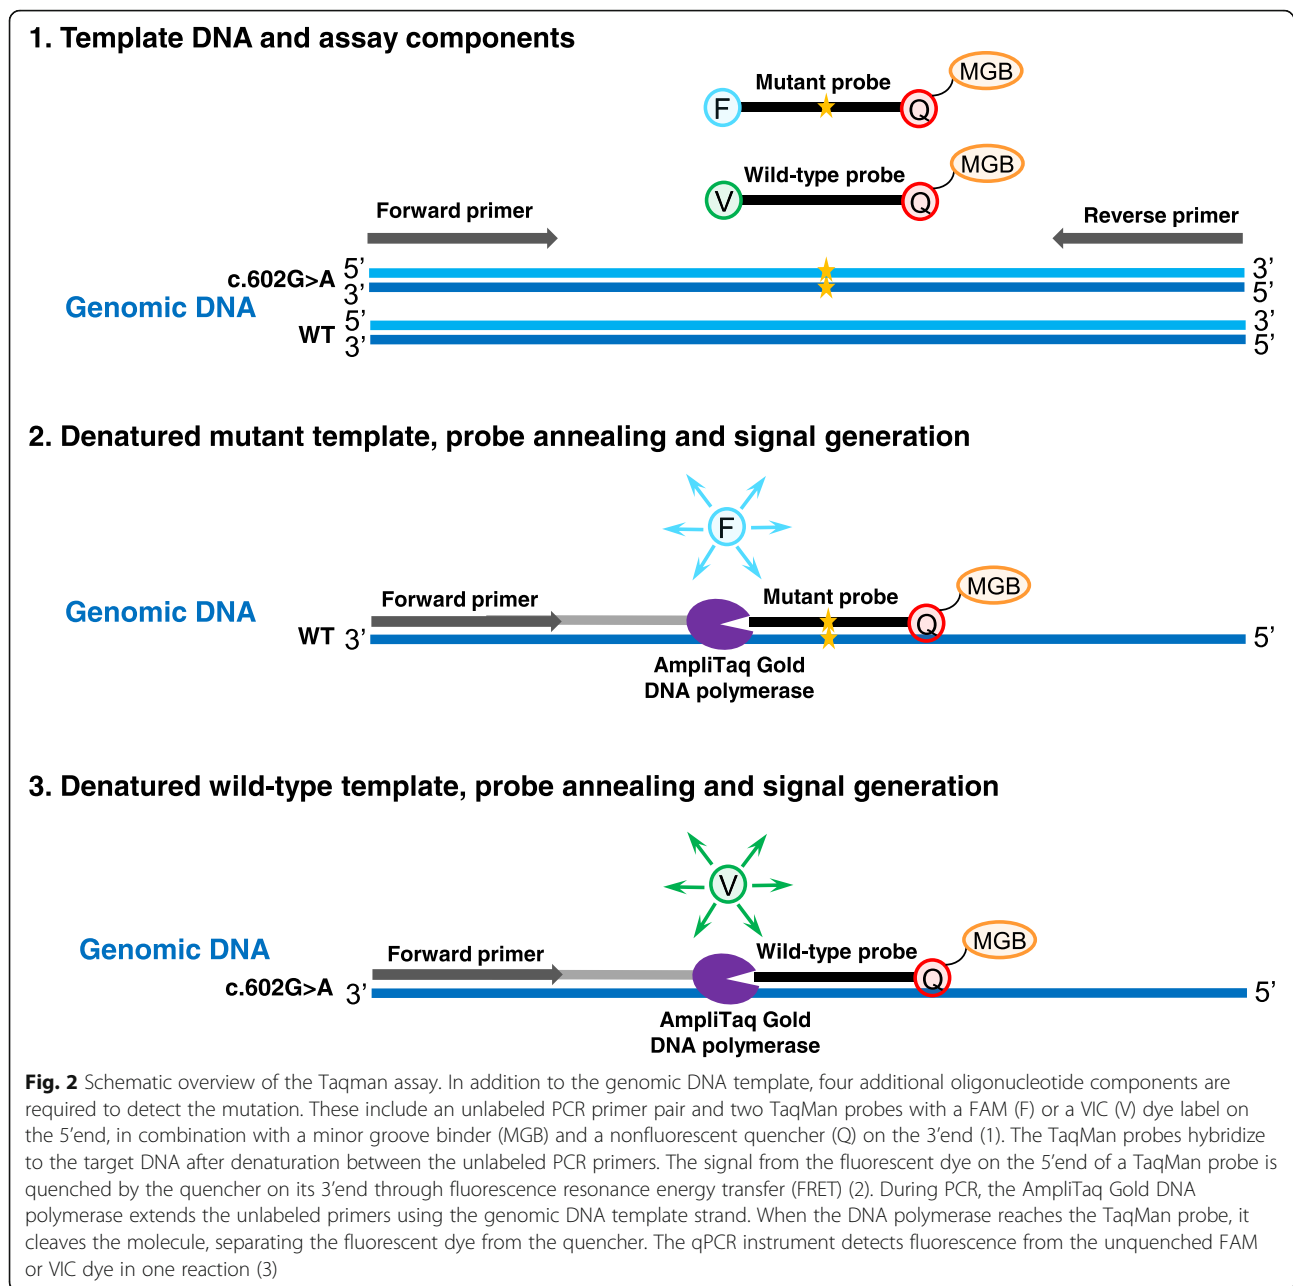 1. Template DNA and assay components
MGB
Mutant probe
F
Q
MGB
Wild-type probe
V
Q
Forward primer
Reverse primer
c.602G>A
5’
3’
3’
5’
Genomic DNA
WT
5’
3’
3’
5’
2. Denatured mutant template, probe annealing and signal generation
F
MGB
Genomic DNA
Forward primer
Mutant probe
Q
WT
3’
5’
AmpliTaq Gold
DNA polymerase
3. Denatured wild-type template, probe annealing and signal generation
V
MGB
Genomic DNA
Forward primer
Wild-type probe
Q
c.602G>A
3’
5’
AmpliTaq Gold
DNA polymerase
Fig. 2 Schematic overview of the Taqman assay. In addition to the genomic DNA template, four additional oligonucleotide components are
required to detect the mutation. These include an unlabeled PCR primer pair and two TaqMan probes with a FAM (F) or a VIC (V) dye label on
the 5’end, in combination with a minor groove binder (MGB) and a nonfluorescent quencher (Q) on the 3’end (1). The TaqMan probes hybridize
to the target DNA after denaturation between the unlabeled PCR primers. The signal from the fluorescent dye on the 5’end of a TaqMan probe is
quenched by the quencher on its 3’end through fluorescence resonance energy transfer (FRET) (2). During PCR, the AmpliTaq Gold DNA
polymerase extends the unlabeled primers using the genomic DNA template strand. When the DNA polymerase reaches the TaqMan probe, it
cleaves the molecule, separating the fluorescent dye from the quencher. The qPCR instrument detects fluorescence from the unquenched FAM
or VIC dye in one reaction (3)